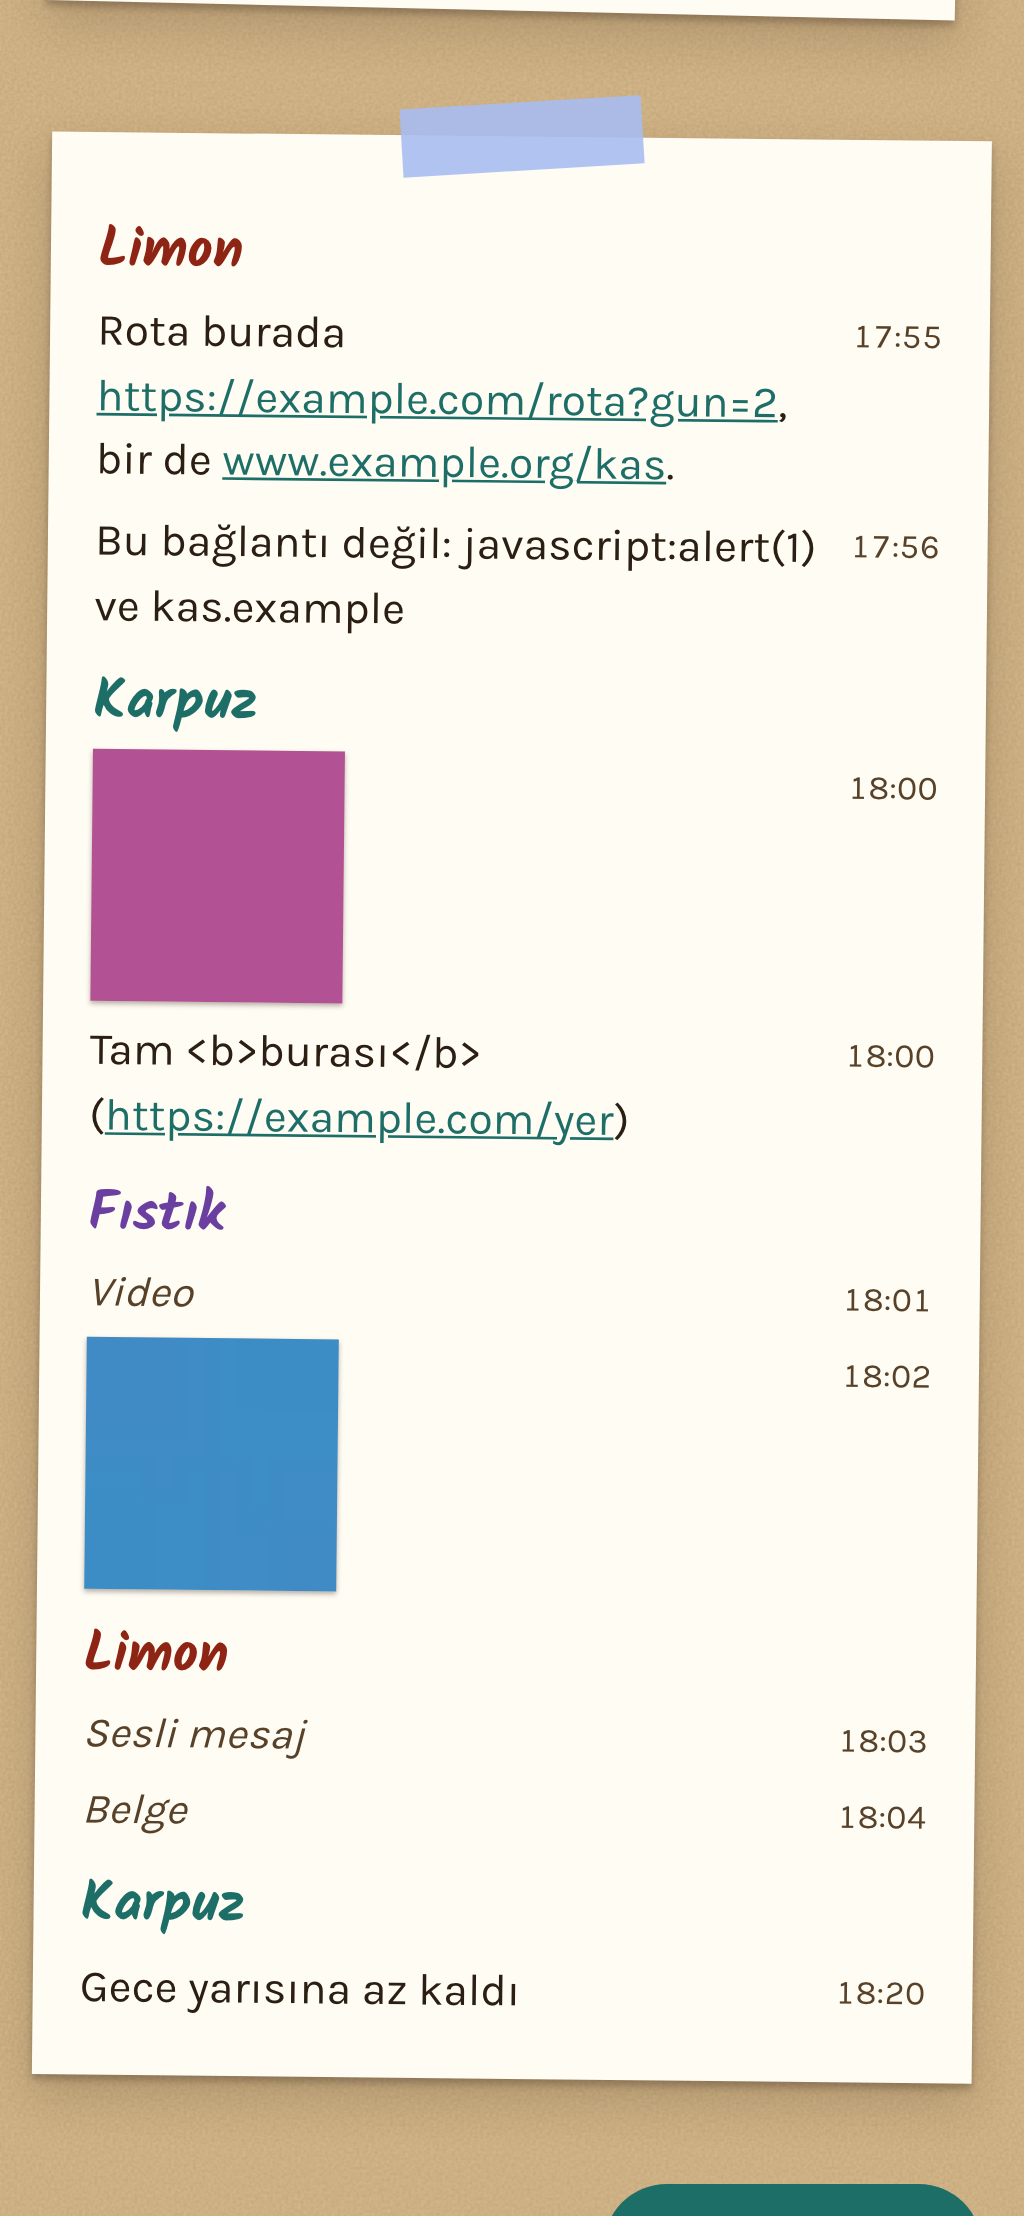 Limon
Rota burada 17:55
https://example.com/rota?gun=2,
bir de www.example.org/kas.
Bu bağlantı değil: javascript:alert(1) 17:56
ve kas.example
Karpuz
18:00
Tam <b>burası</b> 18:00
(https://example.com/yer)
Fıstık
Video 18:01
18:02
Limon
Sesli mesaj 18:03
Belge 18:04
Karpuz
Gece yarısına az kaldı 18:20